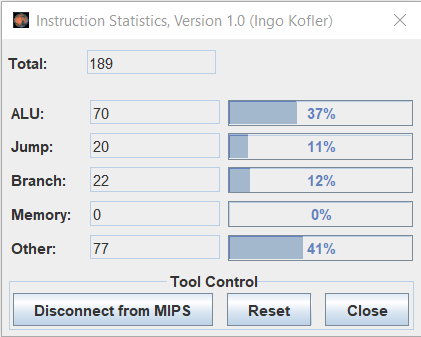 Instruction Statistics, Version 1.0 (Ingo Kofler)
Total: 189
ALU: 70 37%
Jump: 20 11%
Branch: 22 12%
Memory: 0 0%
Other: 77 41%
Tool Control
Disconnect from MIPS Reset Close